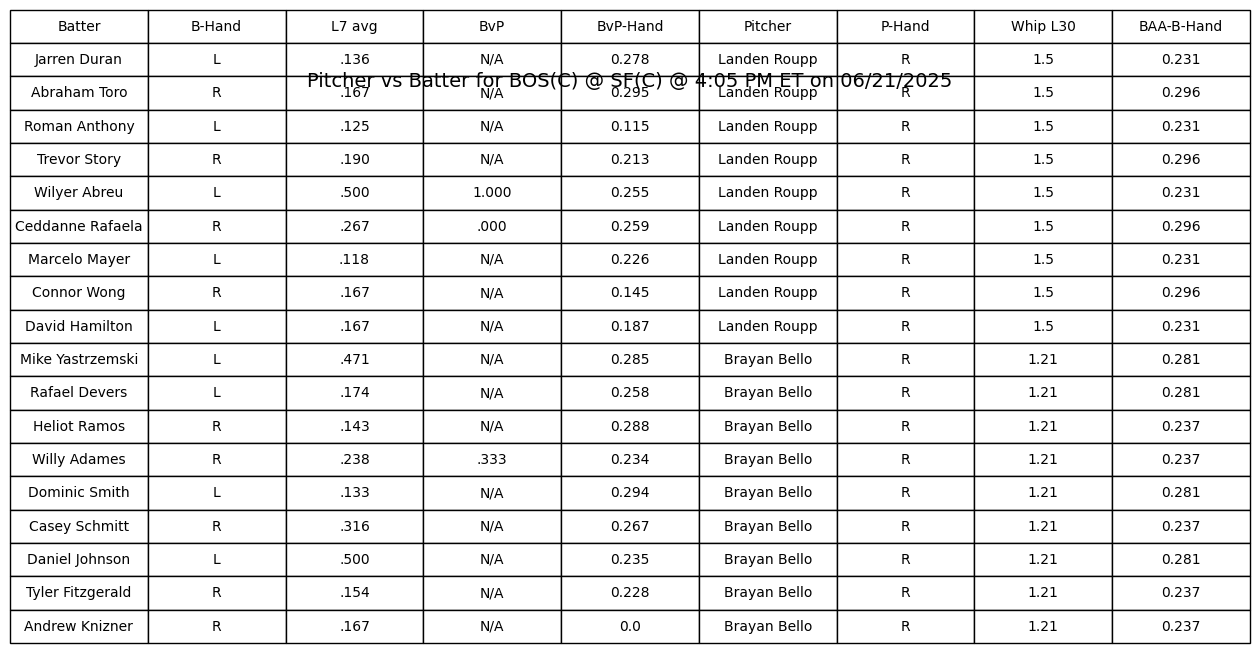 Batter B-Hand L7 avg BvP BvP-Hand Pitcher P-Hand Whip L30 BAA-B-Hand
Jarren Duran L .136 N/A 0.278 Landen Roupp R 1.5 0.231
Pitcher vs Batter for BOS(C) @ SF(C) @ 4:05 PM ET on 06/21/2025
Abraham Toro R .167 N/A 0.295 Landen Roupp R 1.5 0.296
Roman Anthony L .125 N/A 0.115 Landen Roupp R 1.5 0.231
Trevor Story R .190 N/A 0.213 Landen Roupp R 1.5 0.296
Wilyer Abreu L .500 1.000 0.255 Landen Roupp R 1.5 0.231
Ceddanne Rafaela R .267 .000 0.259 Landen Roupp R 1.5 0.296
Marcelo Mayer L .118 N/A 0.226 Landen Roupp R 1.5 0.231
Connor Wong R .167 N/A 0.145 Landen Roupp R 1.5 0.296
David Hamilton L .167 N/A 0.187 Landen Roupp R 1.5 0.231
Mike Yastrzemski L .471 N/A 0.285 Brayan Bello R 1.21 0.281
Rafael Devers L .174 N/A 0.258 Brayan Bello R 1.21 0.281
Heliot Ramos R .143 N/A 0.288 Brayan Bello R 1.21 0.237
Willy Adames R .238 .333 0.234 Brayan Bello R 1.21 0.237
Dominic Smith L .133 N/A 0.294 Brayan Bello R 1.21 0.281
Casey Schmitt R .316 N/A 0.267 Brayan Bello R 1.21 0.237
Daniel Johnson L .500 N/A 0.235 Brayan Bello R 1.21 0.281
Tyler Fitzgerald R .154 N/A 0.228 Brayan Bello R 1.21 0.237
Andrew Knizner R .167 N/A 0.0 Brayan Bello R 1.21 0.237